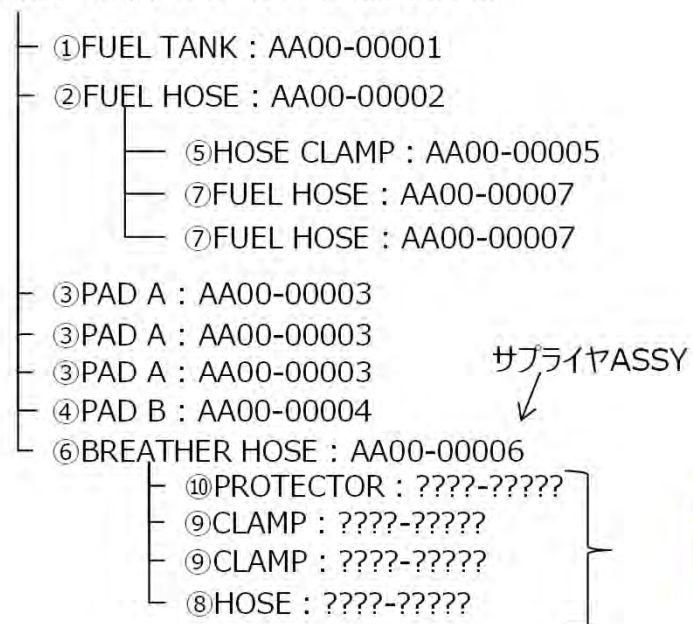 ①FUEL TANK : AA00-00001
②FUEL HOSE : AA00-00002
⑤HOSE CLAMP : AA00-00005
⑦FUEL HOSE : AA00-00007
⑦FUEL HOSE : AA00-00007
③PAD A : AA00-00003
③PAD A : AA00-00003
サプライヤASSY
③PAD A : AA00-00003
④PAD B : AA00-00004
⑥BREATHER HOSE : AA00-00006
⑩PROTECTOR : ????-?????
⑨CLAMP : ????-?????
⑨CLAMP : ????-?????
⑧HOSE : ????-?????